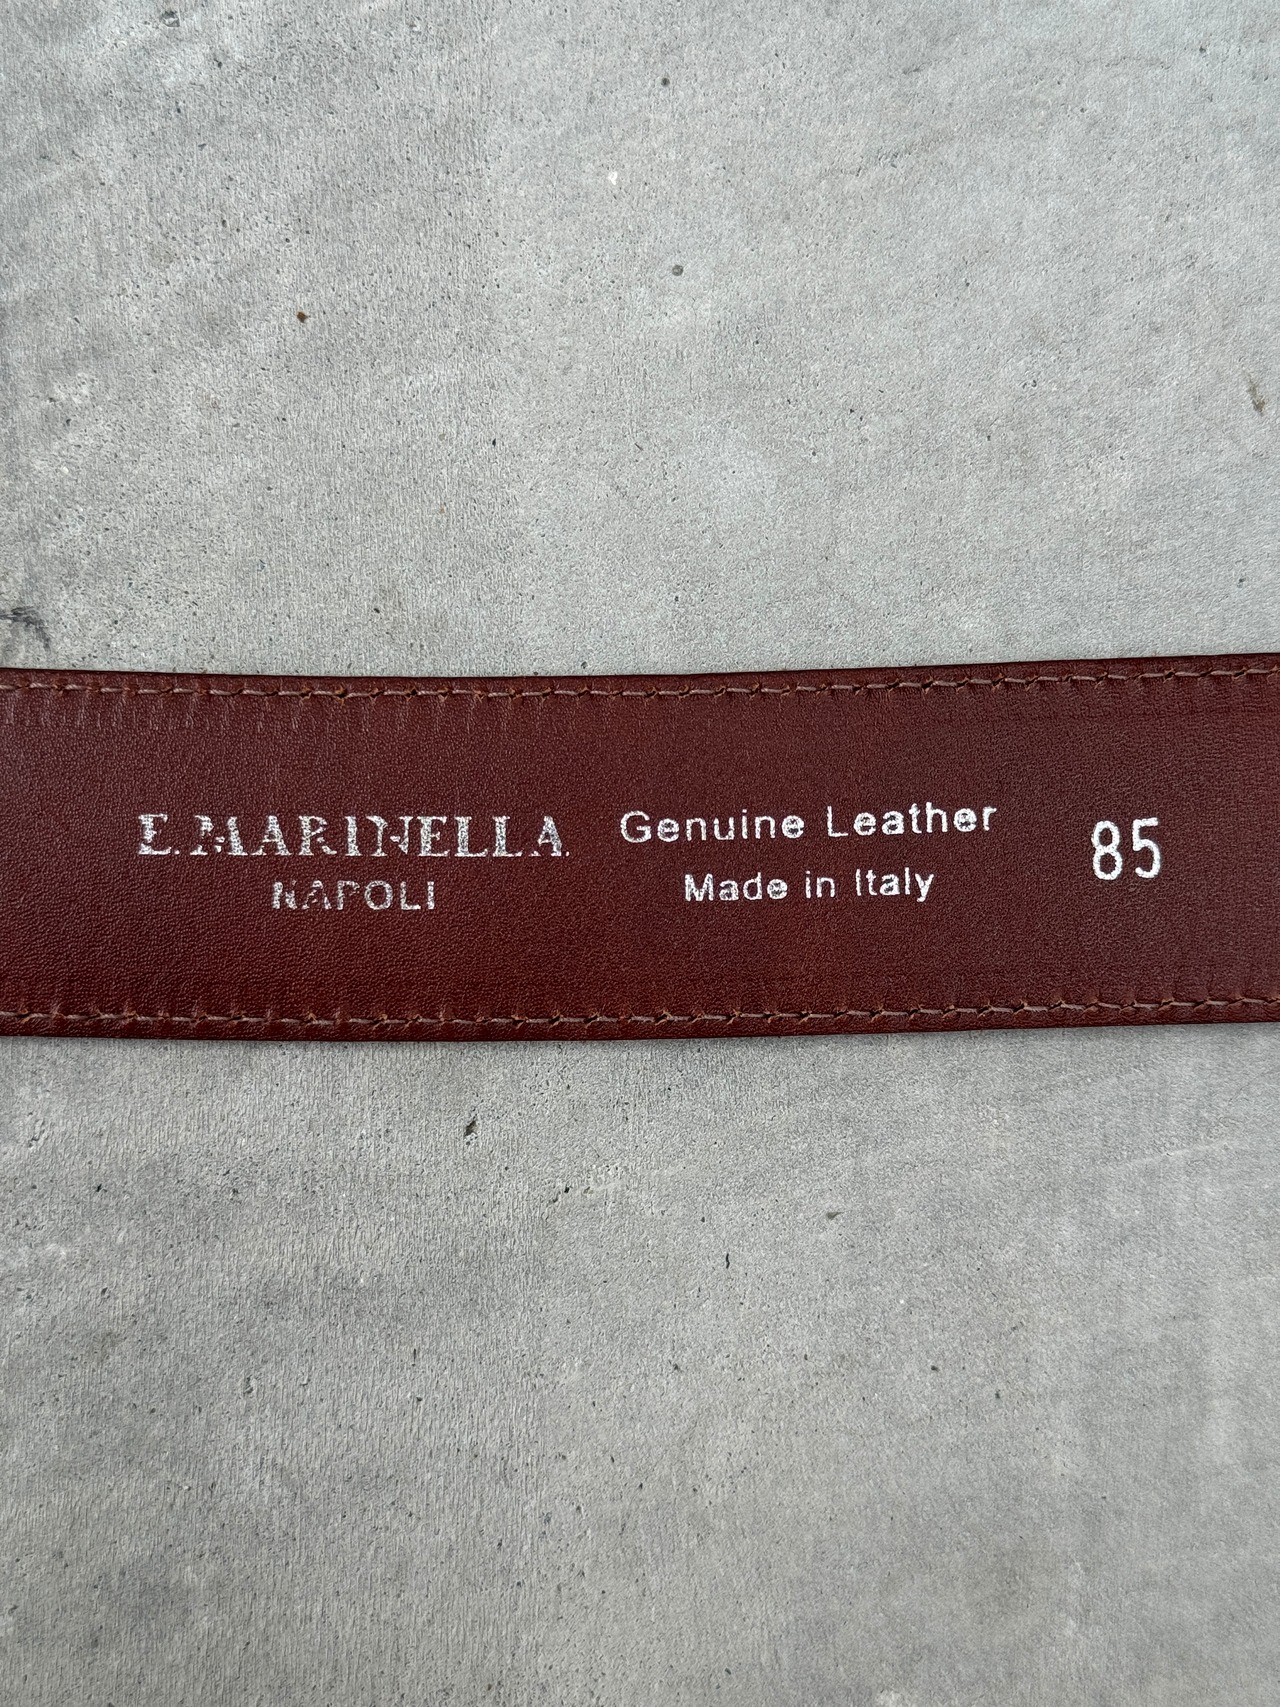 E. MARINELLA
NAPOLI
Genuine Leather
Made in Italy
85